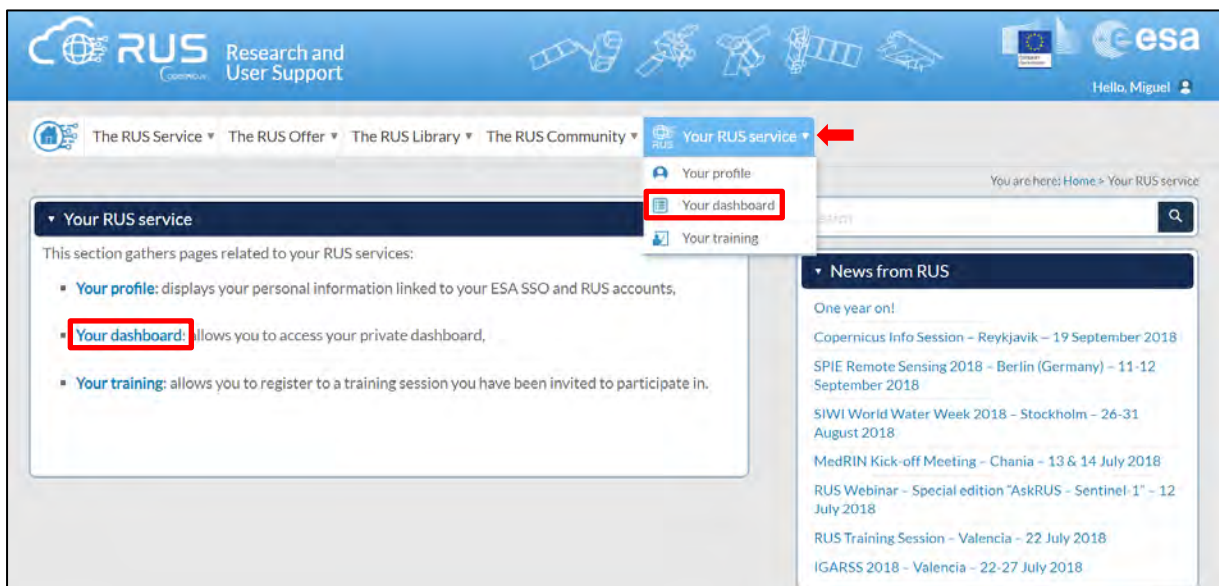 RUS
Research and
User Support
esa
Hello, Miguel
The RUS Service
The RUS Offer
The RUS Library
The RUS Community
RUS
Your RUS service
Your profile
Your dashboard
Your training
You are here: Home > Your RUS service
Your RUS service
This section gathers pages related to your RUS services:
Your profile: displays your personal information linked to your ESA SSO and RUS accounts,
Your dashboard: allows you to access your private dashboard,
Your training: allows you to register to a training session you have been invited to participate in.
News from RUS
One year on!
Copernicus Info Session – Reykjavik – 19 September 2018
SPIE Remote Sensing 2018 – Berlin (Germany) – 11-12
September 2018
SIWI World Water Week 2018 – Stockholm – 26-31
August 2018
MedRIN Kick-off Meeting – Chania – 13 & 14 July 2018
RUS Webinar – Special edition "AskRUS – Sentinel-1" – 12
July 2018
RUS Training Session – Valencia – 22 July 2018
IGARSS 2018 – Valencia – 22-27 July 2018